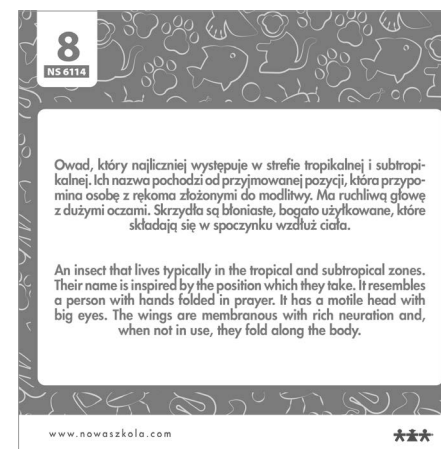 8
NS 6114
Owad, który najliczniej występuje w strefie tropikalnej i subtropi-
kalnej. Ich nazwa pochodzi od przyjmowanej pozycji, która przypo-
mina osobę z rękoma złożonymi do modlitwy. Ma ruchliwą głowę
z dużymi oczami. Skrzydła są błoniaste, bogato użyłkowane, które
składają się w spoczynku wzdłuż ciała.
An insect that lives typically in the tropical and subtropical zones.
Their name is inspired by the position which they take. It resembles
a person with hands folded in prayer. It has a motile head with
big eyes. The wings are membranous with rich neuration and,
when not in use, they fold along the body.
www.nowaszkola.com